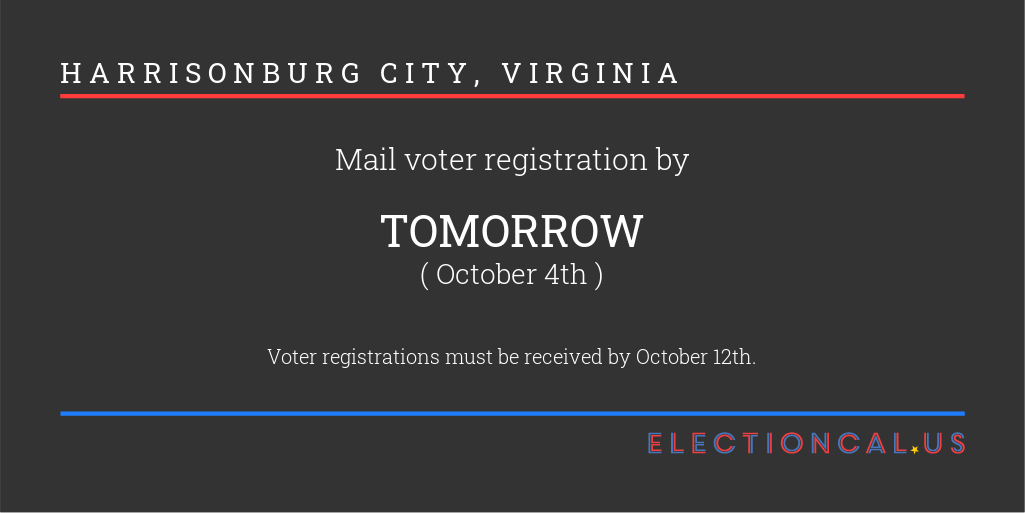 HARRISONBURG CITY, VIRGINIA
Mail voter registration by
TOMORROW
( October 4th )
Voter registrations must be received by October 12th.
ELECTIONCAL.US